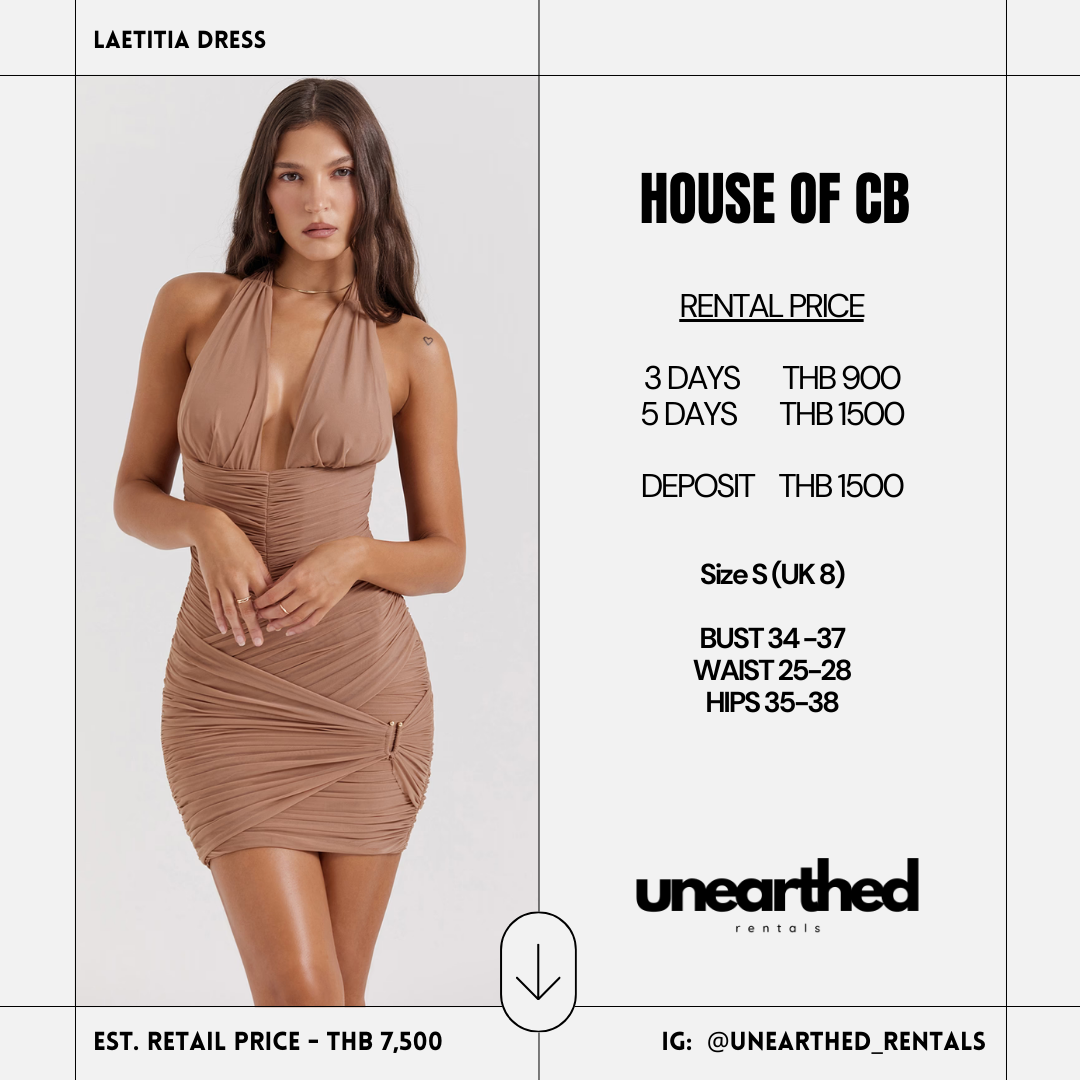 LAETITIA DRESS
HOUSE OF CB
RENTAL PRICE
3 DAYS THB 900
5 DAYS THB 1500
DEPOSIT THB 1500
Size S (UK 8)
BUST 34 –37
WAIST 25–28
HIPS 35–38
unearthed
rentals
EST. RETAIL PRICE - THB 7,500
IG: @UNEARTHED_RENTALS